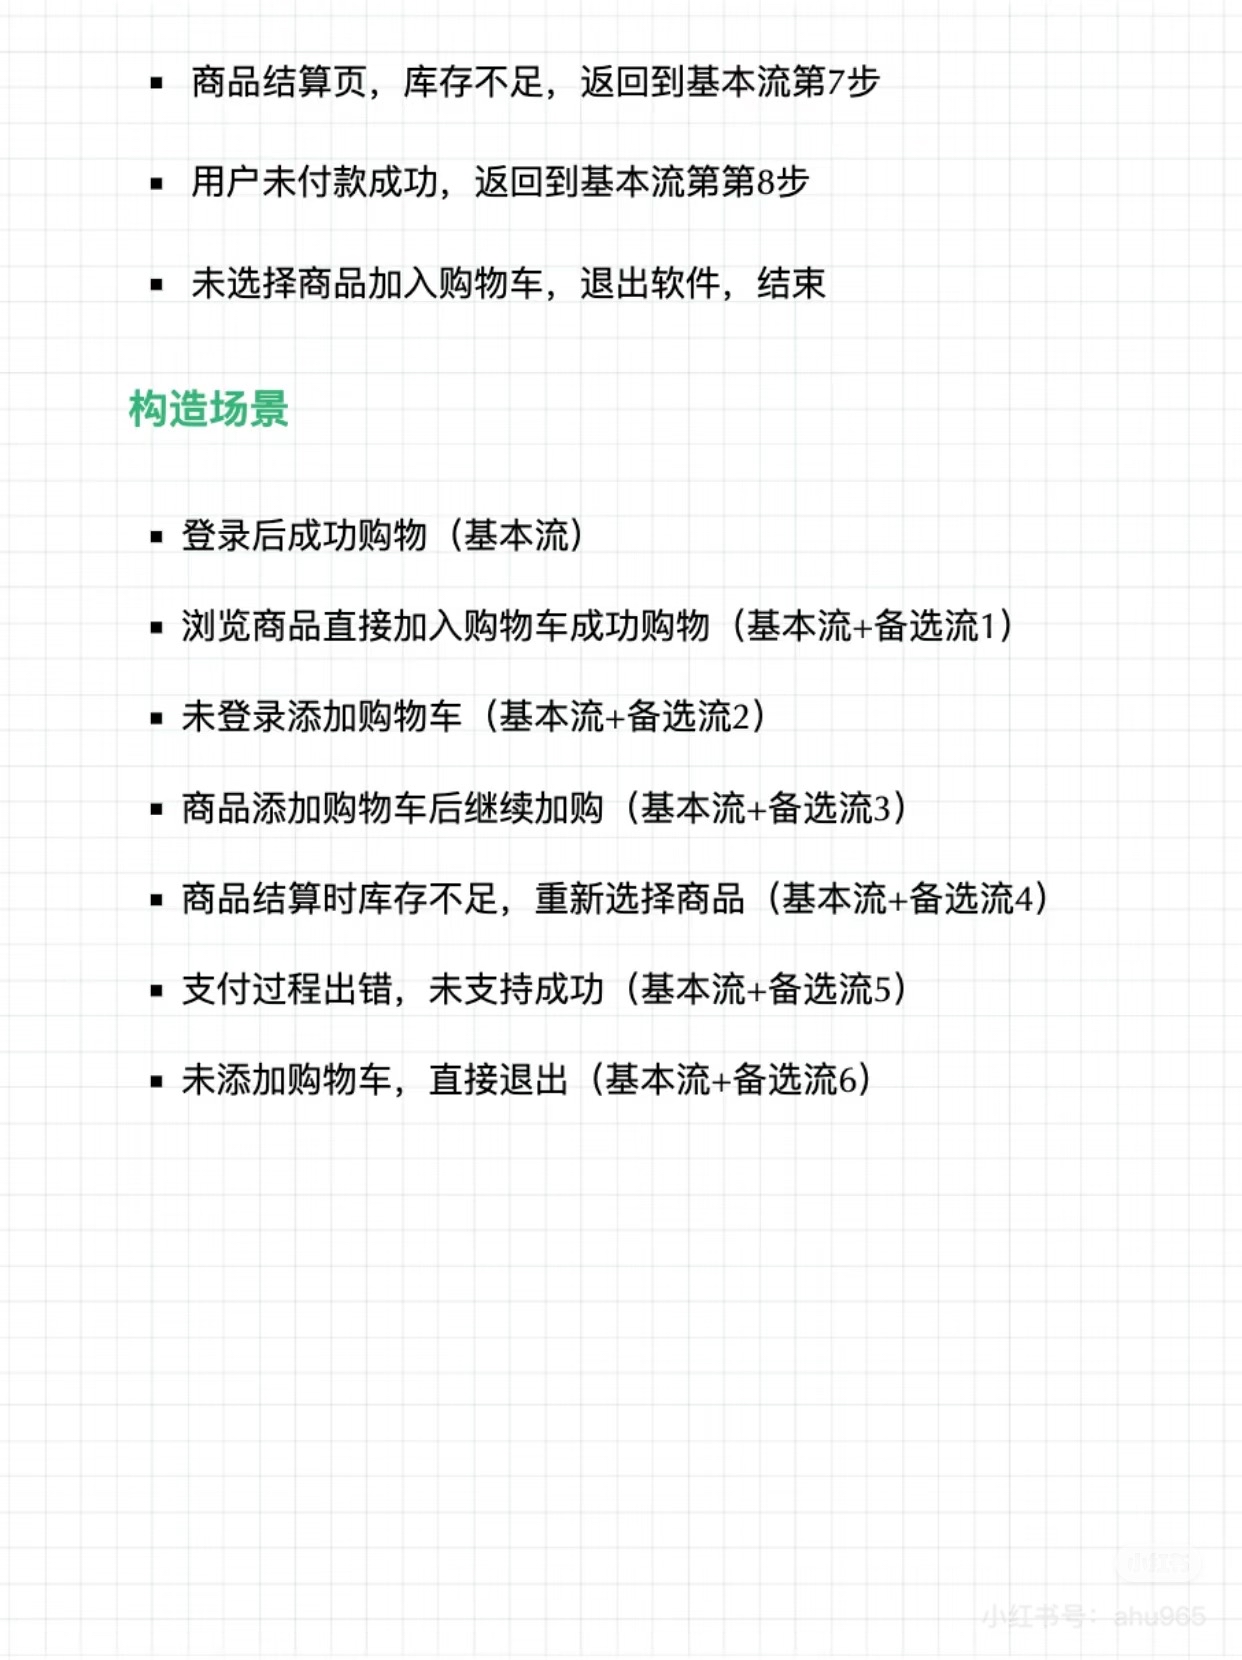 ▪ 商品结算页，库存不足，返回到基本流第7步
▪ 用户未付款成功，返回到基本流第第8步
▪ 未选择商品加入购物车，退出软件，结束
构造场景
▪ 登录后成功购物（基本流）
▪ 浏览商品直接加入购物车成功购物（基本流+备选流1）
▪ 未登录添加购物车（基本流+备选流2）
▪ 商品添加购物车后继续加购（基本流+备选流3）
▪ 商品结算时库存不足，重新选择商品（基本流+备选流4）
▪ 支付过程出错，未支持成功（基本流+备选流5）
▪ 未添加购物车，直接退出（基本流+备选流6）
小红书
小红书号：ahu965